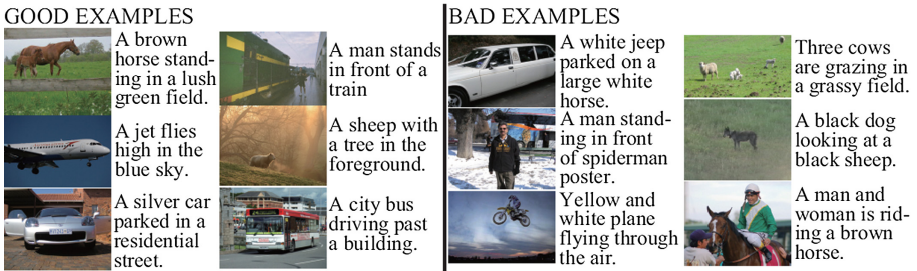 GOOD EXAMPLES
A brown
horse stand-
ing in a lush
green field.
A jet flies
high in the
blue sky.
A silver car
parked in a
residential
street.
A man stands
in front of a
train
A sheep with
a tree in the
foreground.
A city bus
driving past
a building.
BAD EXAMPLES
A white jeep
parked on a
large white
horse.
A man stand-
ing in front
of spiderman
poster.
Yellow and
white plane
flying through
the air.
Three cows
are grazing in
a grassy field.
A black dog
looking at a
black sheep.
A man and
woman is rid-
ing a brown
horse.